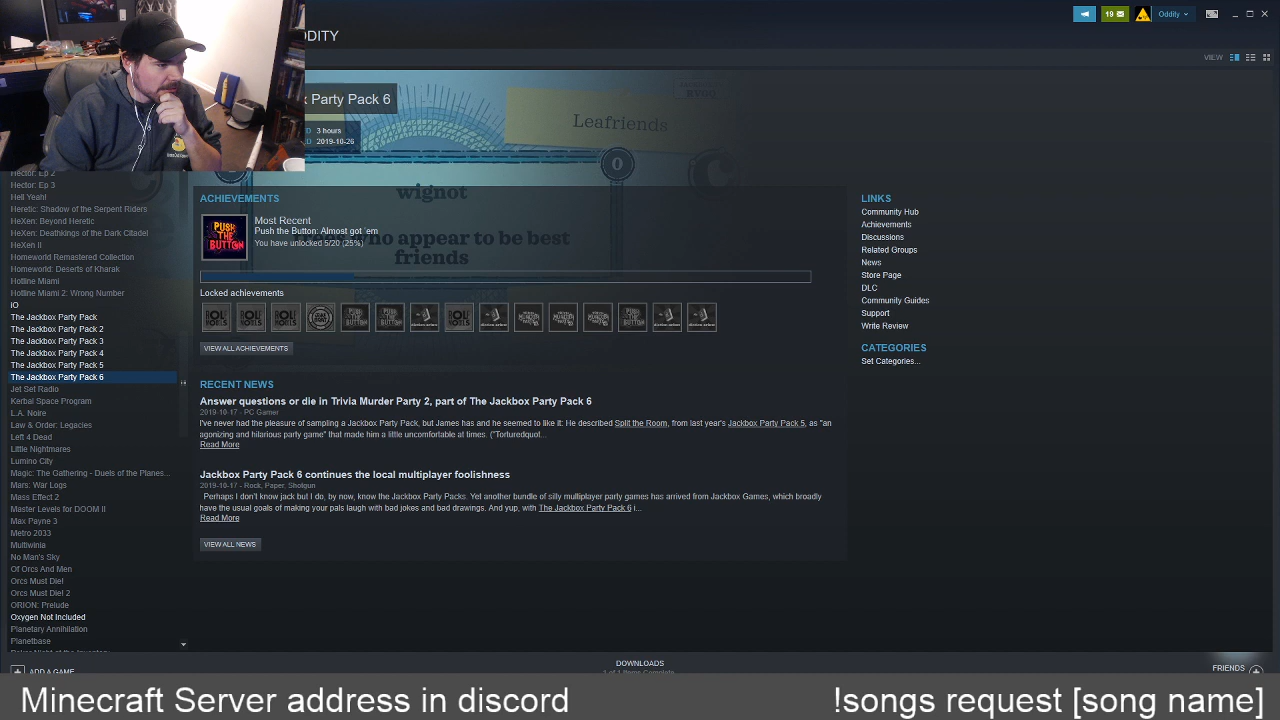 19
Oddity
DDITY
VIEW
x Party Pack 6
3 hours
2019-10-26
Leafriends
0
wignot
who appear to be best
friends
ACHIEVEMENTS
PUSH THE BUTTON
Most Recent
Push the Button: Almost got 'em
You have unlocked 5/20 (25%)
Locked achievements
VIEW ALL ACHIEVEMENTS
RECENT NEWS
Answer questions or die in Trivia Murder Party 2, part of The Jackbox Party Pack 6
2019-10-17 - PC Gamer
I've never had the pleasure of sampling a Jackbox Party Pack, but James has and he seemed to like it: He described Split the Room, from last year's Jackbox Party Pack 5, as "an
agonizing and hilarious party game" that made him a little uncomfortable at times. ("Torturedquot...
Read More
Jackbox Party Pack 6 continues the local multiplayer foolishness
2019-10-17 - Rock, Paper, Shotgun
Perhaps I don't know jack but I do, by now, know the Jackbox Party Packs. Yet another bundle of silly multiplayer party games has arrived from Jackbox Games, which broadly
have the usual goals of making your pals laugh with bad jokes and bad drawings. And yup, with The Jackbox Party Pack 6 i...
Read More
VIEW ALL NEWS
LINKS
Community Hub
Achievements
Discussions
Related Groups
News
Store Page
DLC
Community Guides
Support
Write Review
CATEGORIES
Set Categories...
Hector: Ep 2
Hector: Ep 3
Hell Yeah!
Heretic: Shadow of the Serpent Riders
HeXen: Beyond Heretic
HeXen: Deathkings of the Dark Citadel
HeXen II
Homeworld Remastered Collection
Homeworld: Deserts of Kharak
Hotline Miami
Hotline Miami 2: Wrong Number
IO
The Jackbox Party Pack
The Jackbox Party Pack 2
The Jackbox Party Pack 3
The Jackbox Party Pack 4
The Jackbox Party Pack 5
The Jackbox Party Pack 6
Jet Set Radio
Kerbal Space Program
L.A. Noire
Law & Order: Legacies
Left 4 Dead
Little Nightmares
Lumino City
Magic: The Gathering - Duels of the Planes...
Mars: War Logs
Mass Effect 2
Master Levels for DOOM II
Max Payne 3
Metro 2033
Multiwinia
No Man's Sky
Of Orcs And Men
Orcs Must Die!
Orcs Must Die! 2
ORION: Prelude
Oxygen Not Included
Planetary Annihilation
Planetbase
ADD A GAME
DOWNLOADS
FRIENDS
Minecraft Server address in discord
!songs request [song name]